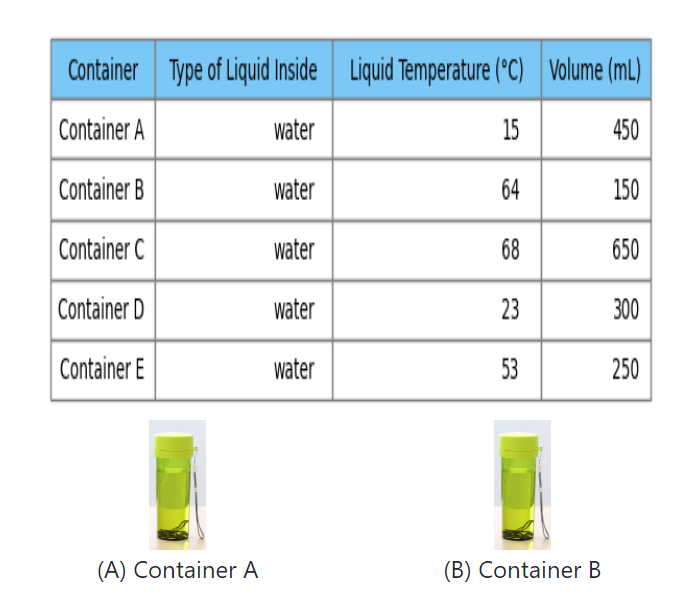 Container Type of Liquid Inside Liquid Temperature (°C) Volume (mL)
Container A water 15 450
Container B water 64 150
Container C water 68 650
Container D water 23 300
Container E water 53 250
(A) Container A (B) Container B